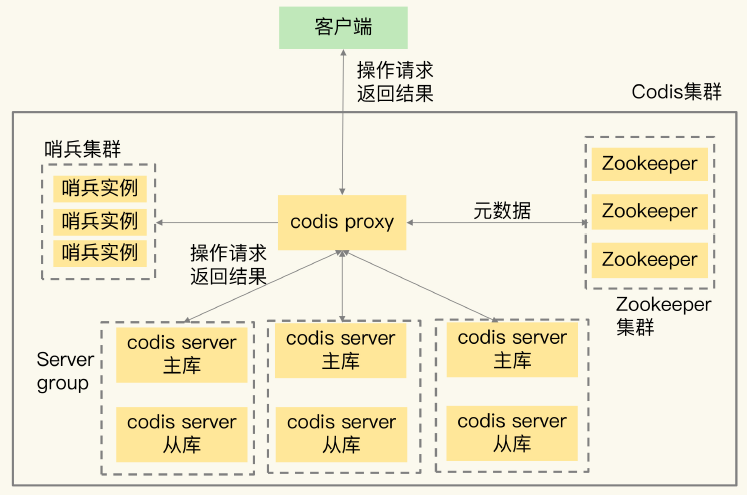 客户端
操作请求
返回结果
Codis集群
哨兵集群
哨兵实例
哨兵实例
哨兵实例
codis proxy
元数据
Zookeeper
Zookeeper
Zookeeper
Zookeeper
集群
操作请求
返回结果
Server
group
codis server
主库
codis server
从库
codis server
主库
codis server
从库
codis server
主库
codis server
从库